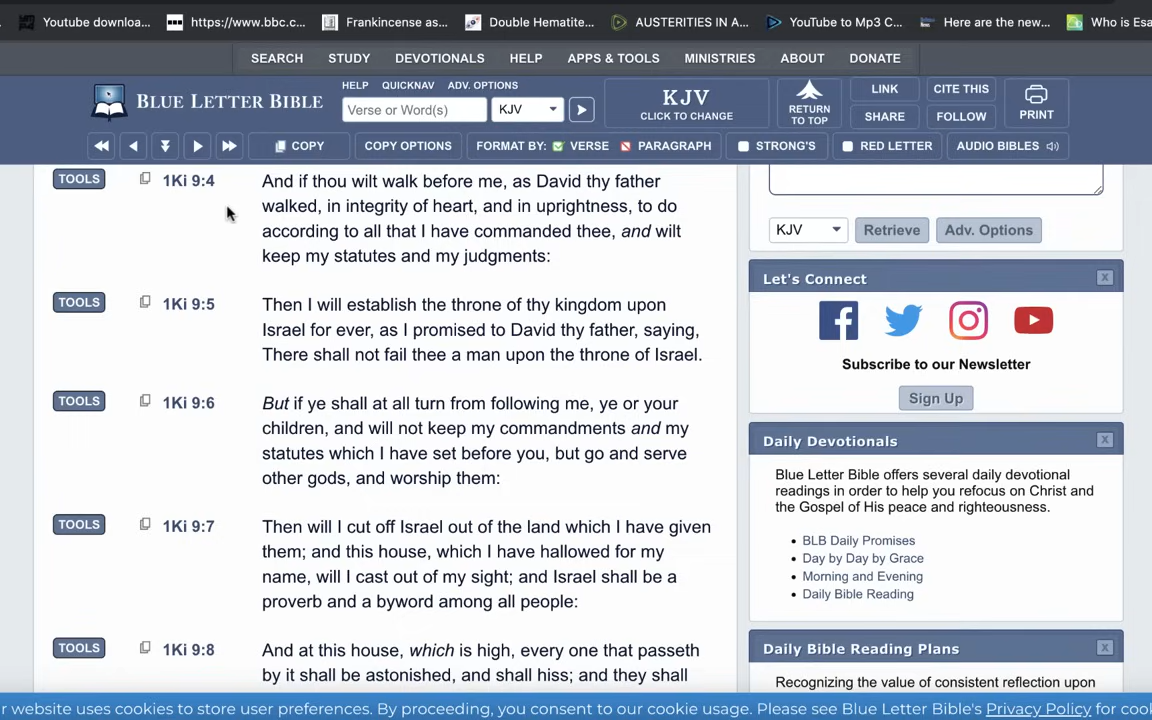 Youtube downloa...
https://www.bbc.c...
Frankincense as...
Double Hematite...
AUSTERITIES IN A...
YouTube to Mp3 C...
Here are the new...
Who is Esa
SEARCH STUDY DEVOTIONALS HELP APPS & TOOLS MINISTRIES ABOUT DONATE
BLUE LETTER BIBLE
HELP QUICKNAV ADV. OPTIONS
Verse or Word(s)
KJV
KJV
CLICK TO CHANGE
RETURN
TO TOP
LINK
CITE THIS
SHARE
FOLLOW
PRINT
COPY
COPY OPTIONS
FORMAT BY: VERSE PARAGRAPH
STRONG'S
RED LETTER
AUDIO BIBLES
TOOLS
1Ki 9:4
And if thou wilt walk before me, as David thy father
walked, in integrity of heart, and in uprightness, to do
according to all that I have commanded thee, and wilt
keep my statutes and my judgments:
TOOLS
1Ki 9:5
Then I will establish the throne of thy kingdom upon
Israel for ever, as I promised to David thy father, saying,
There shall not fail thee a man upon the throne of Israel.
TOOLS
1Ki 9:6
But if ye shall at all turn from following me, ye or your
children, and will not keep my commandments and my
statutes which I have set before you, but go and serve
other gods, and worship them:
TOOLS
1Ki 9:7
Then will I cut off Israel out of the land which I have given
them; and this house, which I have hallowed for my
name, will I cast out of my sight; and Israel shall be a
proverb and a byword among all people:
TOOLS
1Ki 9:8
And at this house, which is high, every one that passeth
by it shall be astonished, and shall hiss; and they shall
KJV
Retrieve
Adv. Options
Let's Connect
X
Subscribe to our Newsletter
Sign Up
Daily Devotionals
X
Blue Letter Bible offers several daily devotional
readings in order to help you refocus on Christ and
the Gospel of His peace and righteousness.
• BLB Daily Promises
• Day by Day by Grace
• Morning and Evening
• Daily Bible Reading
Daily Bible Reading Plans
X
Recognizing the value of consistent reflection upon
r website uses cookies to store user preferences. By proceeding, you consent to our cookie usage. Please see Blue Letter Bible's Privacy Policy for cook